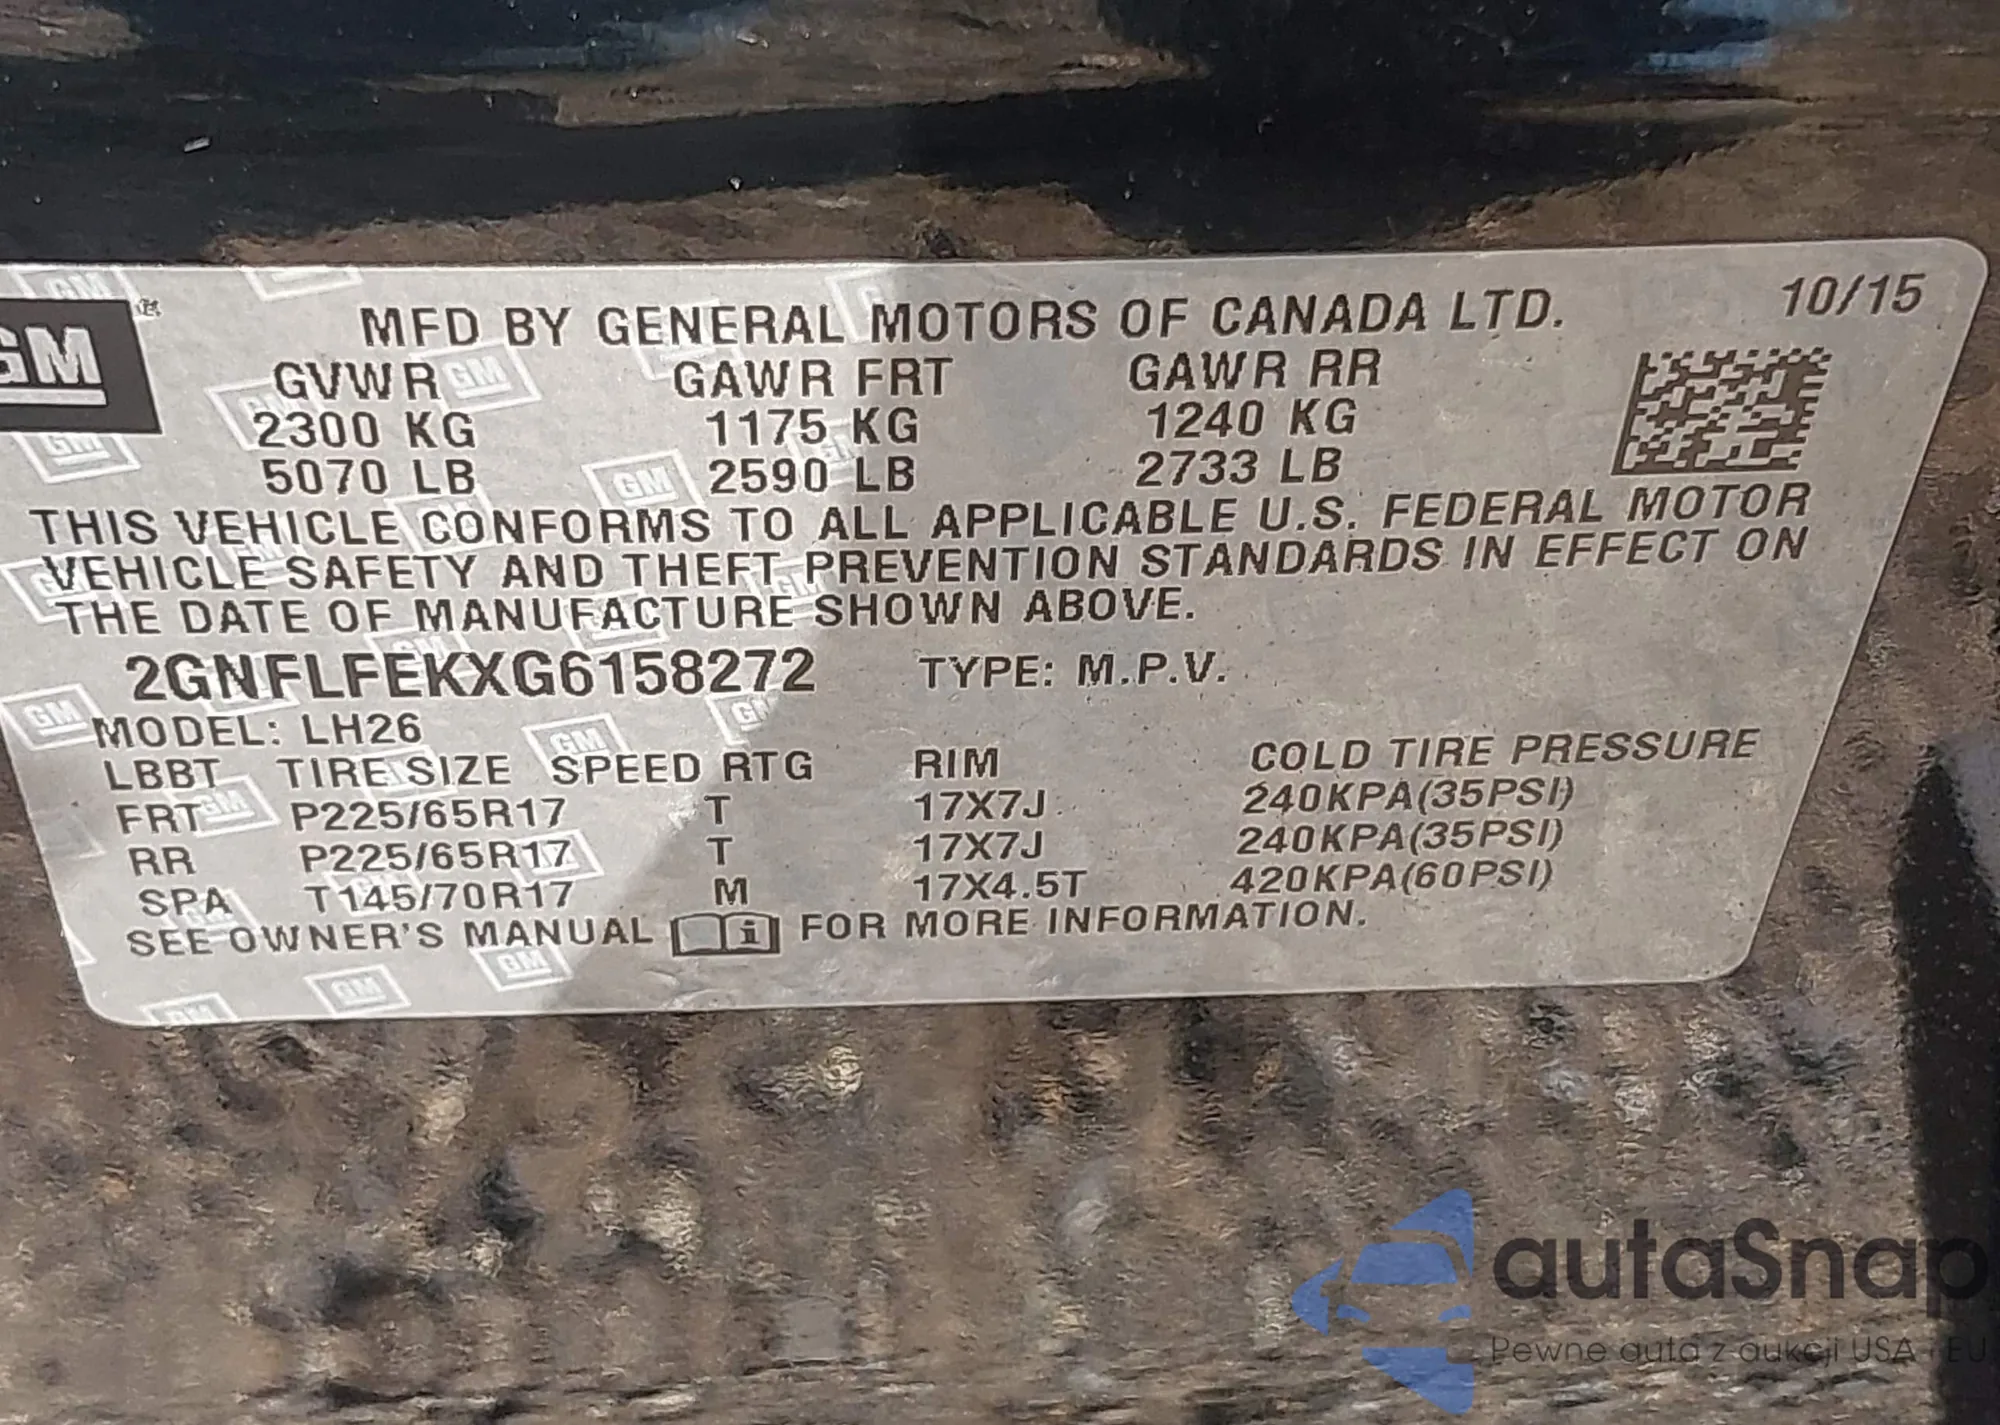 GM
MFD BY GENERAL MOTORS OF CANADA LTD. 10/15
GVWR GAWR FRT GAWR RR
2300 KG 1175 KG 1240 KG
5070 LB 2590 LB 2733 LB
THIS VEHICLE CONFORMS TO ALL APPLICABLE U.S. FEDERAL MOTOR
VEHICLE SAFETY AND THEFT PREVENTION STANDARDS IN EFFECT ON
THE DATE OF MANUFACTURE SHOWN ABOVE.
2GNFLFEKXG6158272 TYPE: M.P.V.
MODEL: LH26
LBBT TIRE SIZE SPEED RTG RIM COLD TIRE PRESSURE
FRT P225/65R17 T 17X7J 240KPA(35PSI)
RR P225/65R17 T 17X7J 240KPA(35PSI)
SPA T145/70R17 M 17X4.5T 420KPA(60PSI)
SEE OWNER'S MANUAL i FOR MORE INFORMATION.
autaSnap
Pewne auta z aukcji USA i EU